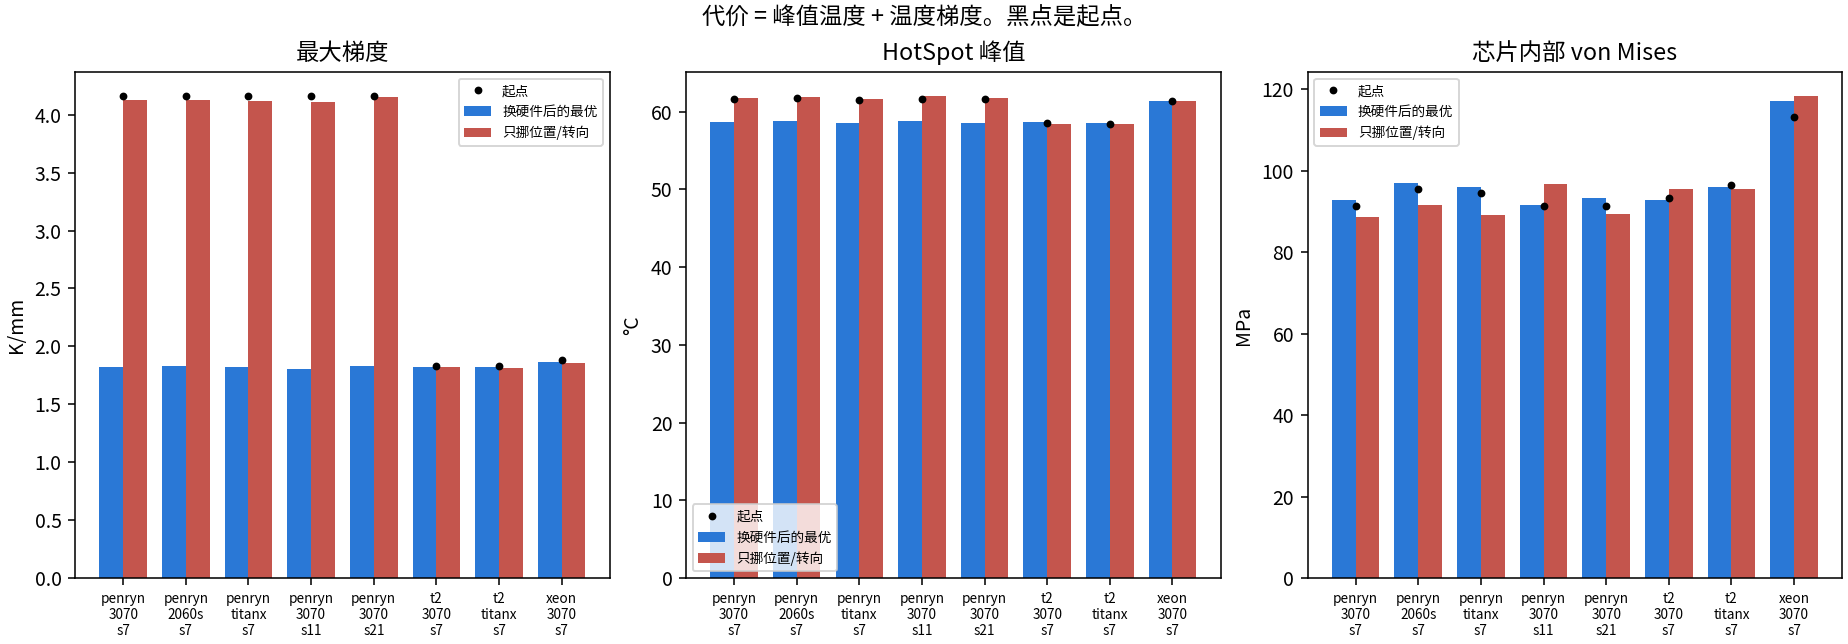 代价 = 峰值温度 + 温度梯度。黑点是起点。
最大梯度
K/mm
4.0
3.5
3.0
2.5
2.0
1.5
1.0
0.5
0.0
起点
换硬件后的最优
只挪位置/转向
penryn 3070 s7
penryn 2060s s7
penryn titanx s7
penryn 3070 s11
penryn 3070 s21
t2 3070 s7
t2 titanx s7
xeon 3070 s7
HotSpot 峰值
°C
60
50
40
30
20
10
0
起点
换硬件后的最优
只挪位置/转向
penryn 3070 s7
penryn 2060s s7
penryn titanx s7
penryn 3070 s11
penryn 3070 s21
t2 3070 s7
t2 titanx s7
xeon 3070 s7
芯片内部 von Mises
MPa
120
100
80
60
40
20
0
起点
换硬件后的最优
只挪位置/转向
penryn 3070 s7
penryn 2060s s7
penryn titanx s7
penryn 3070 s11
penryn 3070 s21
t2 3070 s7
t2 titanx s7
xeon 3070 s7